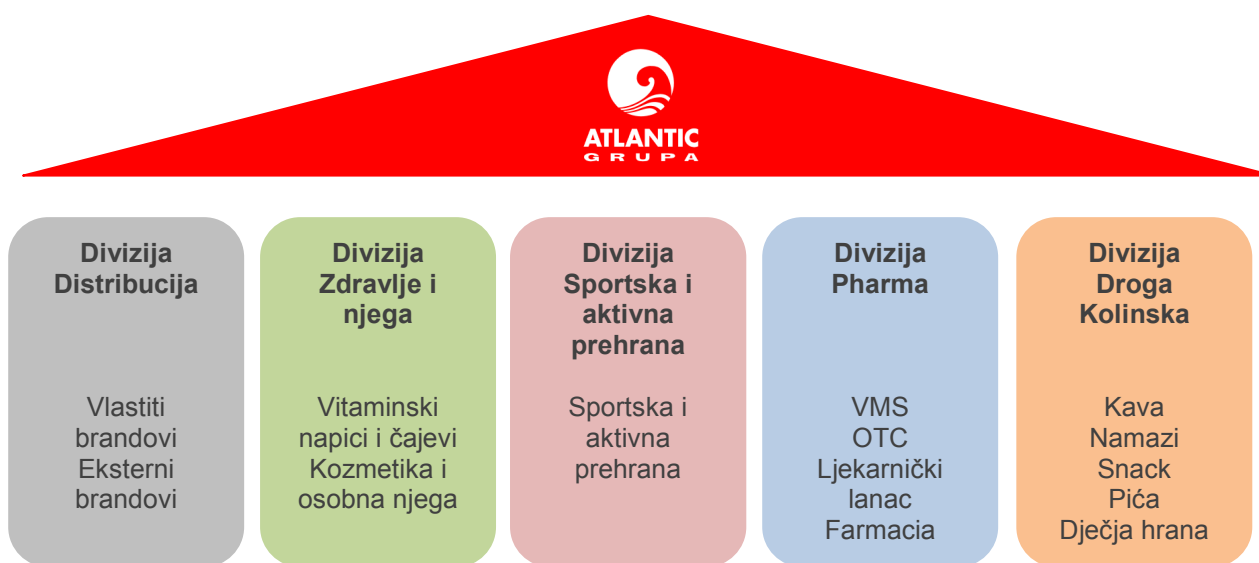 ATLANTIC
GRUPA
Divizija
Distribucija
Vlastiti
brandovi
Eksterni
brandovi
Divizija
Zdravlje i
njega
Vitaminski
napici i čajevi
Kozmetika i
osobna njega
Divizija
Sportska i
aktivna
prehrana
Sportska i
aktivna
prehrana
Divizija
Pharma
VMS
OTC
Ljekarnički
lanac
Farmacia
Divizija
Droga
Kolinska
Kava
Namazi
Snack
Pića
Dječja hrana